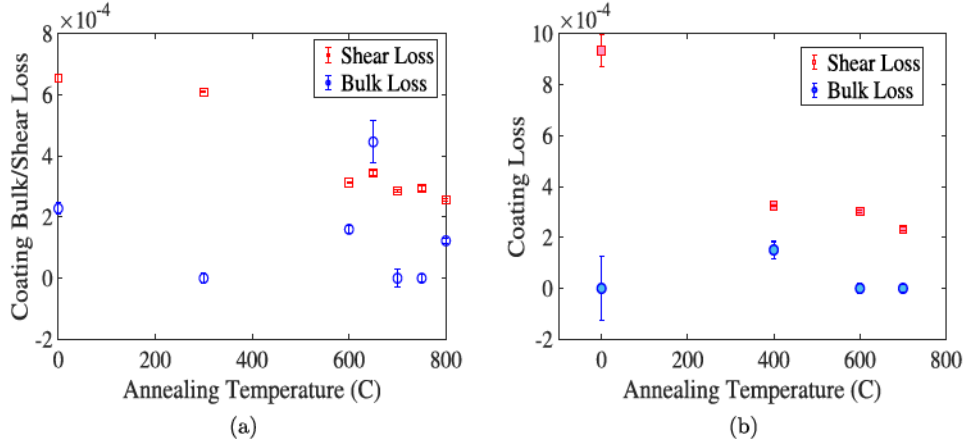 ×10⁻⁴
8
6
4
2
0
-2
Coating Bulk/Shear Loss
Shear Loss
Bulk Loss
0 200 400 600 800
Annealing Temperature (C)
(a)
×10⁻⁴
10
8
6
4
2
0
-2
Coating Loss
Shear Loss
Bulk Loss
0 200 400 600 800
Annealing Temperature (C)
(b)